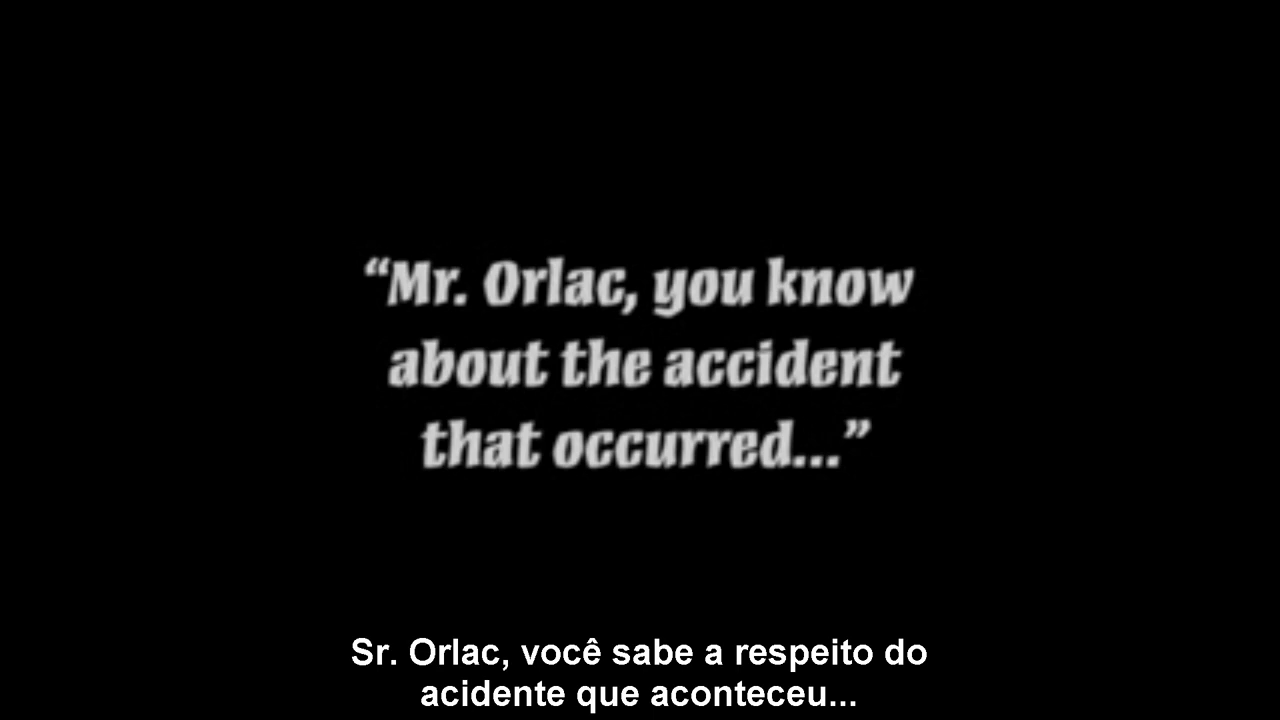 “Mr. Orlac, you know
about the accident
that occurred...”
Sr. Orlac, você sabe a respeito do
acidente que aconteceu...